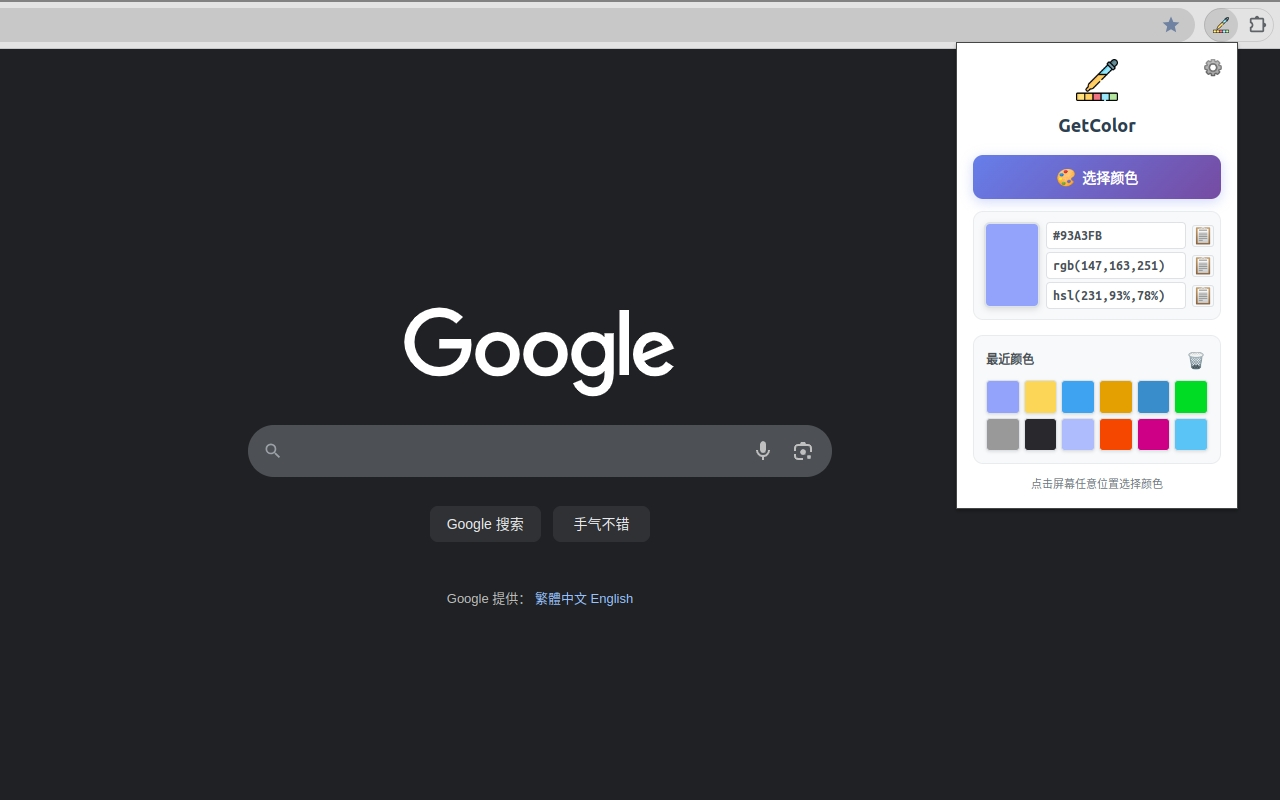 GetColor
选择颜色
#93A3FB
rgb(147,163,251)
hsl(231,93%,78%)
最近颜色
点击屏幕任意位置选择颜色
Google
Google 搜索
手气不错
Google 提供： 繁體中文 English